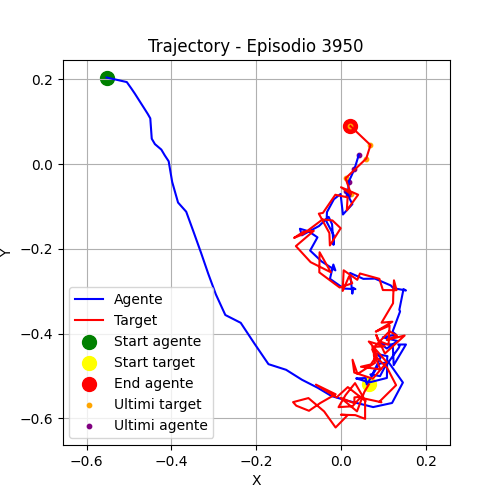 Trajectory - Episodio 3950
Y
0.2
0.0
−0.2
−0.4
−0.6
Agente
Target
Start agente
Start target
End agente
Ultimi target
Ultimi agente
−0.6
−0.4
−0.2
0.0
0.2
X